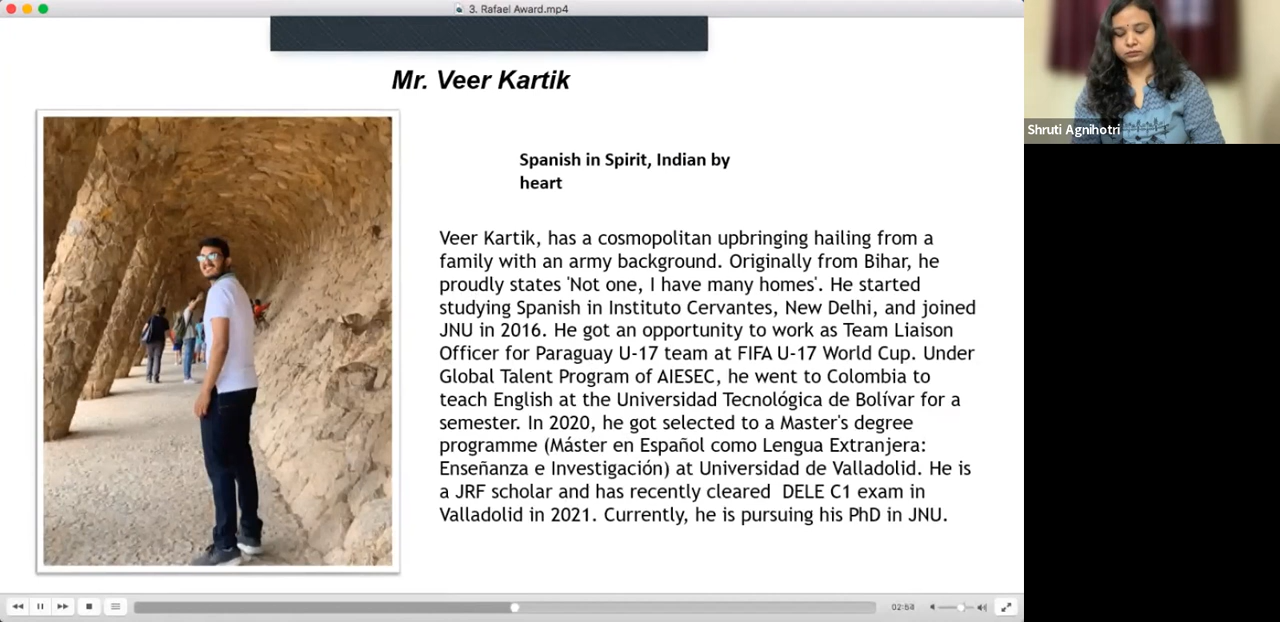 3. Rafael Award.mp4
Mr. Veer Kartik
Spanish in Spirit, Indian by
heart
Veer Kartik, has a cosmopolitan upbringing hailing from a
family with an army background. Originally from Bihar, he
proudly states 'Not one, I have many homes'. He started
studying Spanish in Instituto Cervantes, New Delhi, and joined
JNU in 2016. He got an opportunity to work as Team Liaison
Officer for Paraguay U-17 team at FIFA U-17 World Cup. Under
Global Talent Program of AIESEC, he went to Colombia to
teach English at the Universidad Tecnológica de Bolívar for a
semester. In 2020, he got selected to a Master's degree
programme (Máster en Español como Lengua Extranjera:
Enseñanza e Investigación) at Universidad de Valladolid. He is
a JRF scholar and has recently cleared  DELE C1 exam in
Valladolid in 2021. Currently, he is pursuing his PhD in JNU.
Shruti Agnihotri